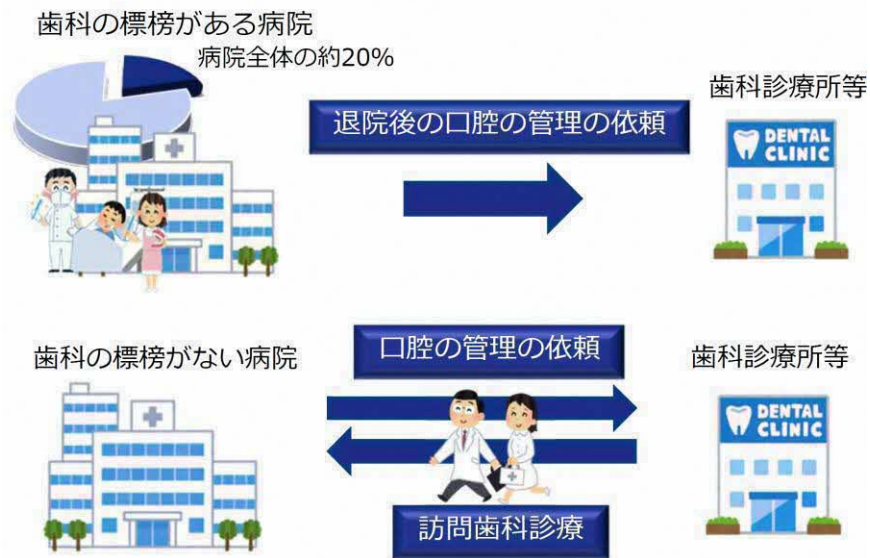 歯科の標榜がある病院
病院全体の約20%
退院後の口腔の管理の依頼
歯科診療所等
DENTAL
CLINIC
歯科の標榜がない病院
口腔の管理の依頼
訪問歯科診療
歯科診療所等
DENTAL
CLINIC